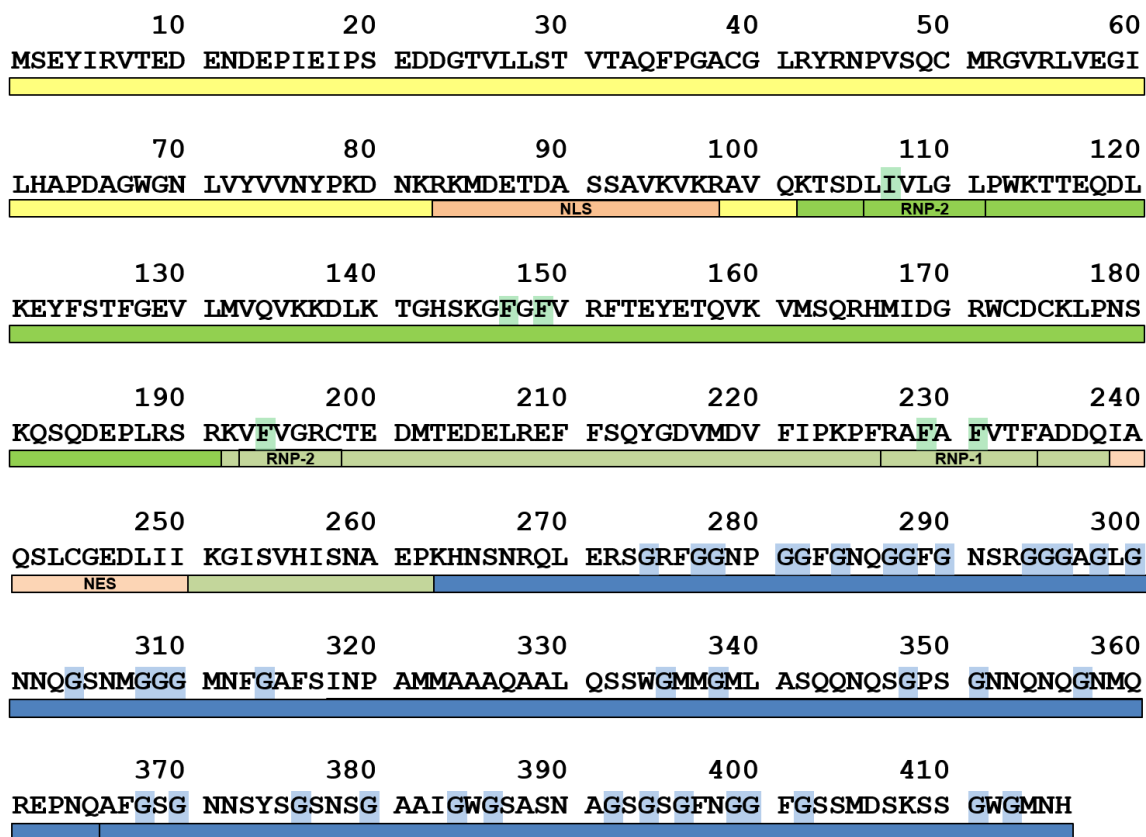 10 20 30 40 50 60
MSEYIRVTED ENDEPIEIPS EDDGTVLLST VTAQFPGACG LRYRNPVSQC MRGVRLVEGI
70 80 90 100 110 120
LHAPDAGWGN LVYVVNYPKD NKRKMDETDA SSAVKVKRAV QKTSDLIVLG LPWKTTEQDL
NLS RNP-2
130 140 150 160 170 180
KEYFSTFGEV LMVQVKKDLK TGHSKGFGFV RFTEYETQVK VMSQRHMIDG RWCDCKLPNS
190 200 210 220 230 240
KQSQDEPLRS RKVFVGRCTE DMTEDELREF FSQYGDVMDV FIPKPFRAFA FVTFADDQIA
RNP-2 RNP-1
250 260 270 280 290 300
QSLCGEDLII KGISVHISNA EPKHNSNRQL ERSGRFGGNP GGFGNQGGFG NSRGGGAGLG
NES
310 320 330 340 350 360
NNQGSNMGGG MNFGAFSINP AMMAAAQAAL QSSWGMMGML ASQQNQSGPS GNNQNQGNMQ
370 380 390 400 410
REPNQAFGSG NNSYSGSNSG AAIGWGSASN AGSGSGFNGG FGSSMDSKSS GWGMNH